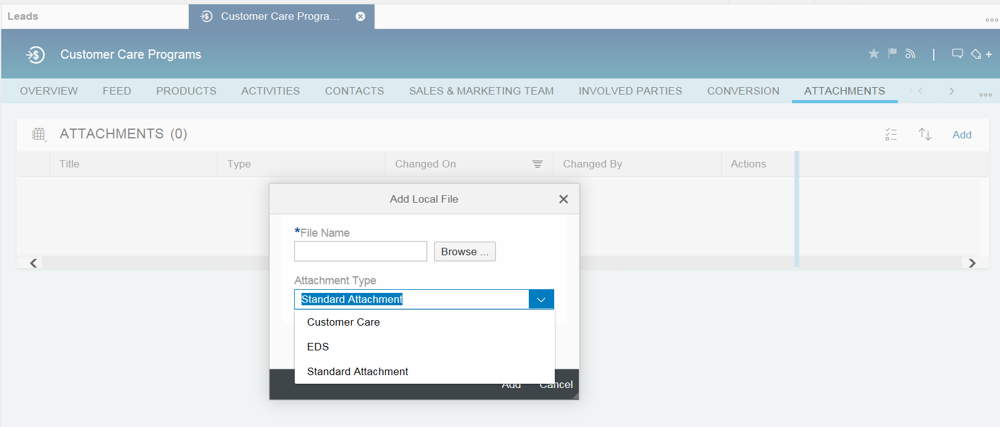 Leads
Customer Care Progra...
Customer Care Programs
OVERVIEW FEED PRODUCTS ACTIVITIES CONTACTS SALES & MARKETING TEAM INVOLVED PARTIES CONVERSION ATTACHMENTS
ATTACHMENTS (0)
Add
Title Type Changed On Changed By Actions
Add Local File
*File Name
Browse ...
Attachment Type
Standard Attachment
Customer Care
EDS
Standard Attachment
Add Cancel